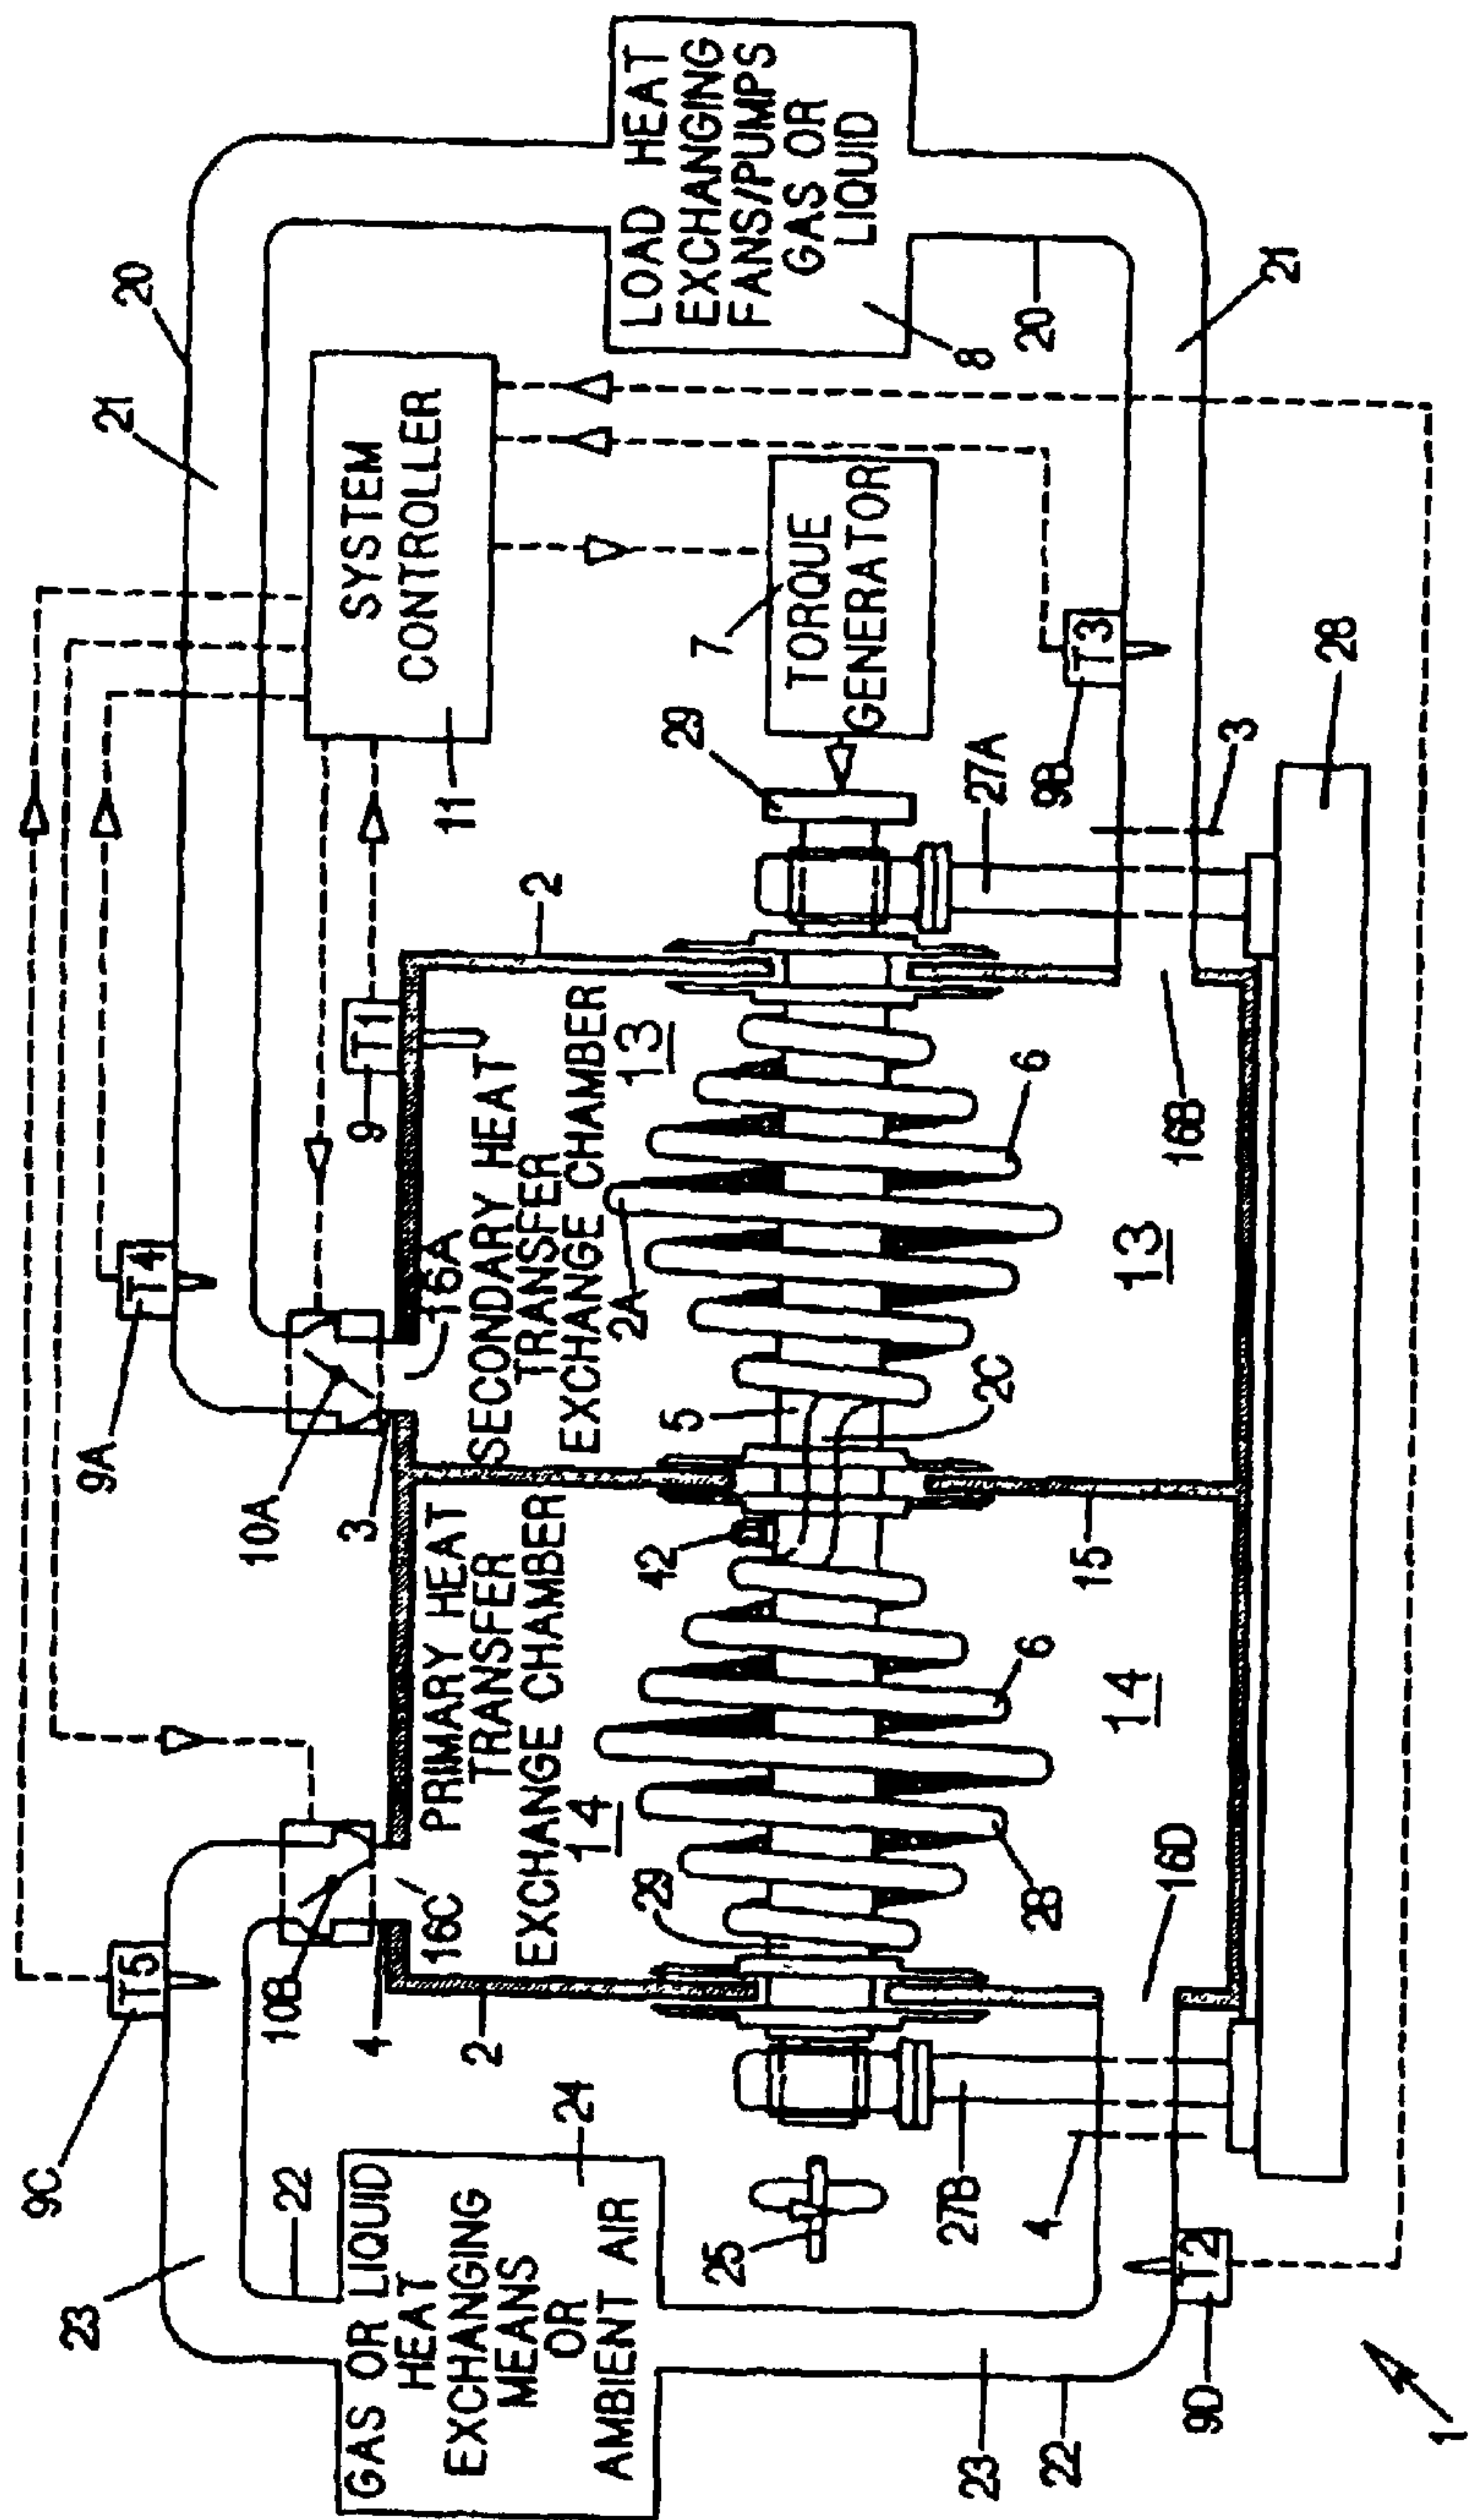 9C
23
9A
21
20
T5
T4
22
10B
10A
GAS OR LIQUID
HEAT
EXCHANGING
MEANS
OR
AMBIENT AIR
4
3
9
T1
SYSTEM
CONTROLLER
11
2
16C
16A
2
PRIMARY HEAT
TRANSFER
EXCHANGE CHAMBER
14
SECONDARY HEAT
TRANSFER
EXCHANGE CHAMBER
13
24
29
2A
42
5
29
7
LOAD HEAT
EXCHANGING
FANS/PUMPS
GAS OR
LIQUID
TORQUE
GENERATOR
25
27B
2B
6
2C
6
27A
8
20
23
22
4
14
15
13
9B
T3
16D
16B
3
9D
T2
21
28
1